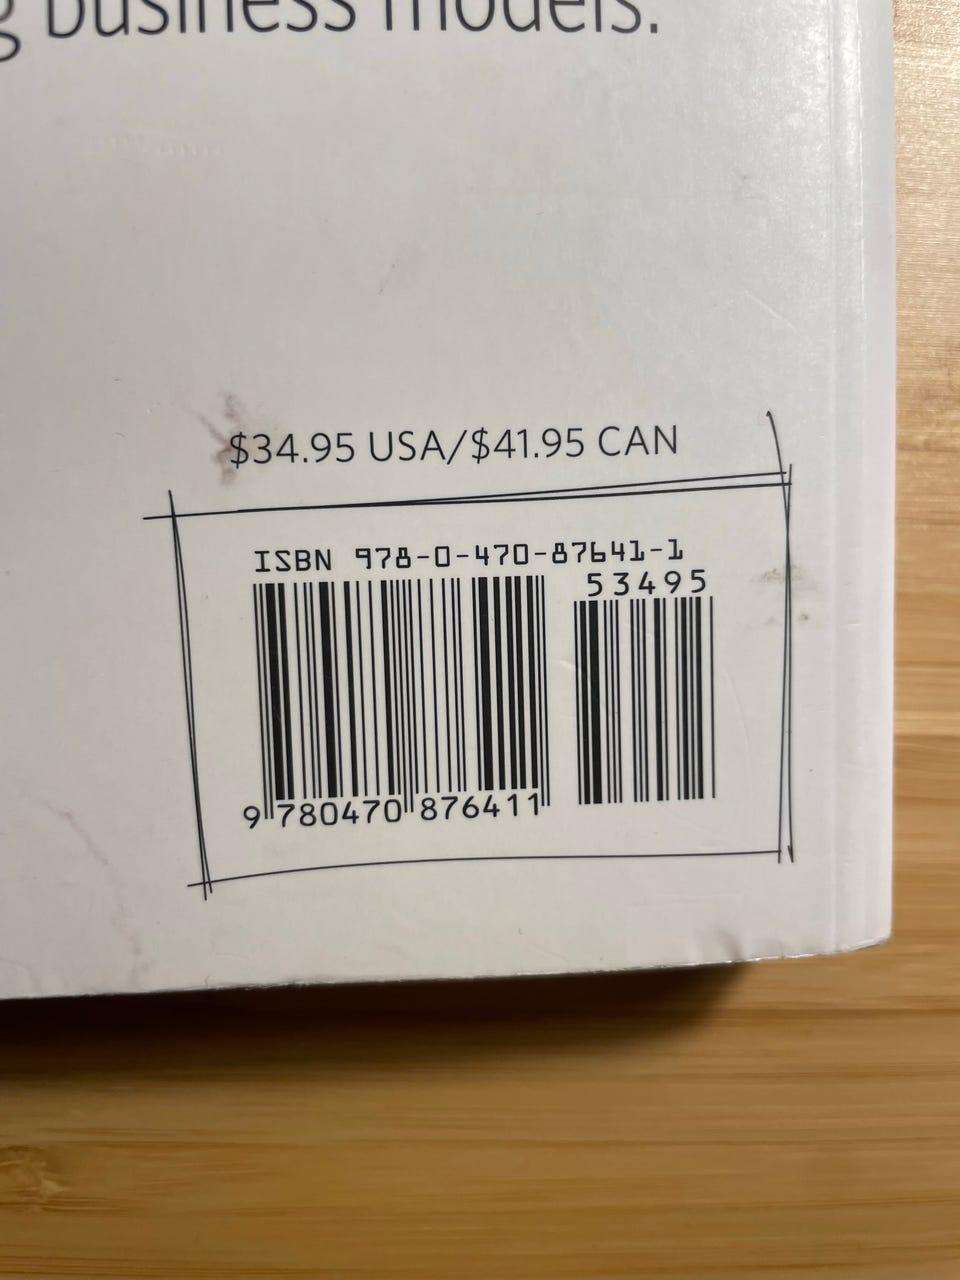 g business models.
$34.95 USA/$41.95 CAN
ISBN 978-0-470-87641-1
53495
9 780470 876411